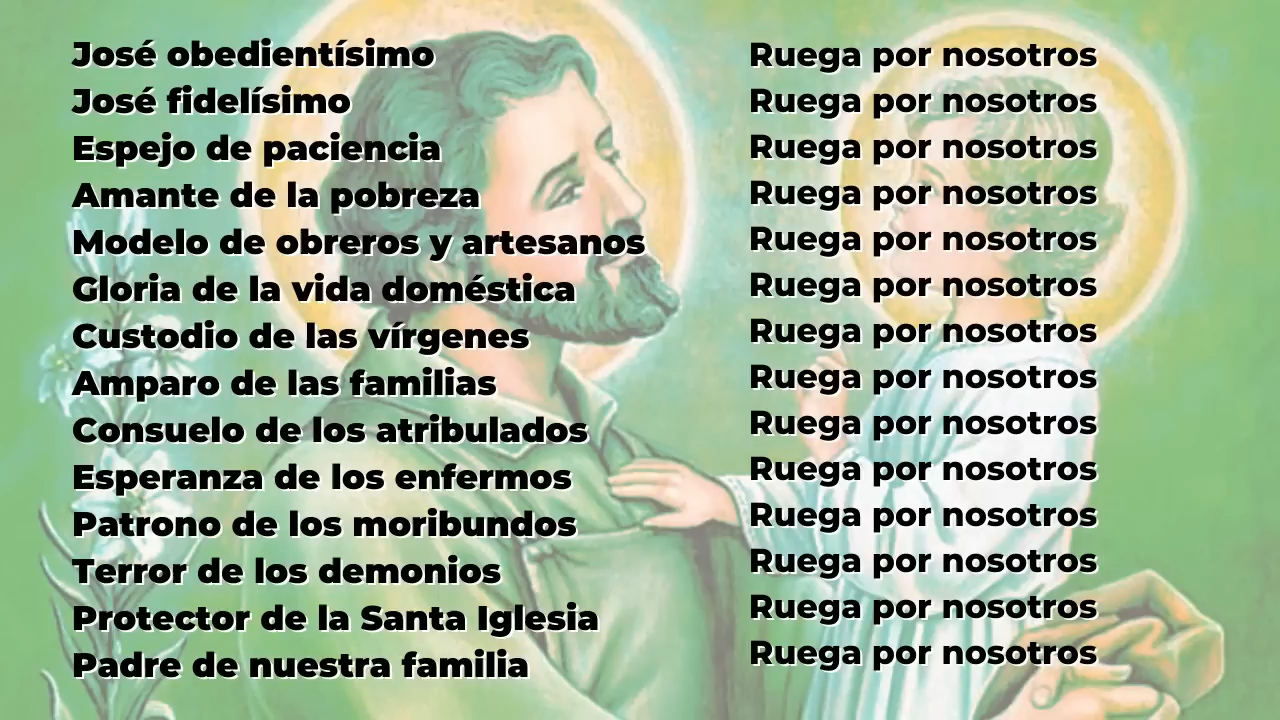 José obedientísimo Ruega por nosotros
José fidelísimo Ruega por nosotros
Espejo de paciencia Ruega por nosotros
Amante de la pobreza Ruega por nosotros
Modelo de obreros y artesanos Ruega por nosotros
Gloria de la vida doméstica Ruega por nosotros
Custodio de las vírgenes Ruega por nosotros
Amparo de las familias Ruega por nosotros
Consuelo de los atribulados Ruega por nosotros
Esperanza de los enfermos Ruega por nosotros
Patrono de los moribundos Ruega por nosotros
Terror de los demonios Ruega por nosotros
Protector de la Santa Iglesia Ruega por nosotros
Padre de nuestra familia Ruega por nosotros